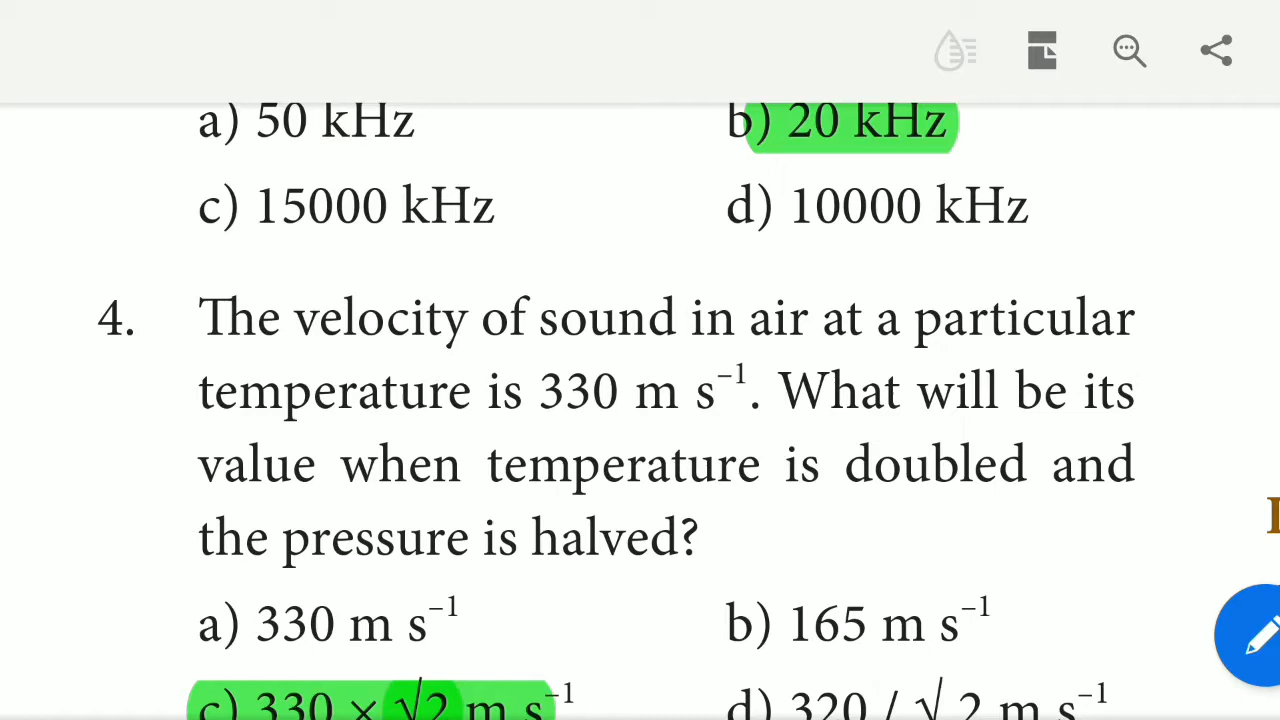 a) 50 kHz b) 20 kHz
c) 15000 kHz d) 10000 kHz
4. The velocity of sound in air at a particular
temperature is 330 m s⁻¹. What will be its
value when temperature is doubled and
the pressure is halved?
a) 330 m s⁻¹ b) 165 m s⁻¹
c) 330 × √2 m s⁻¹ d) 320 / √ 2 m s⁻¹